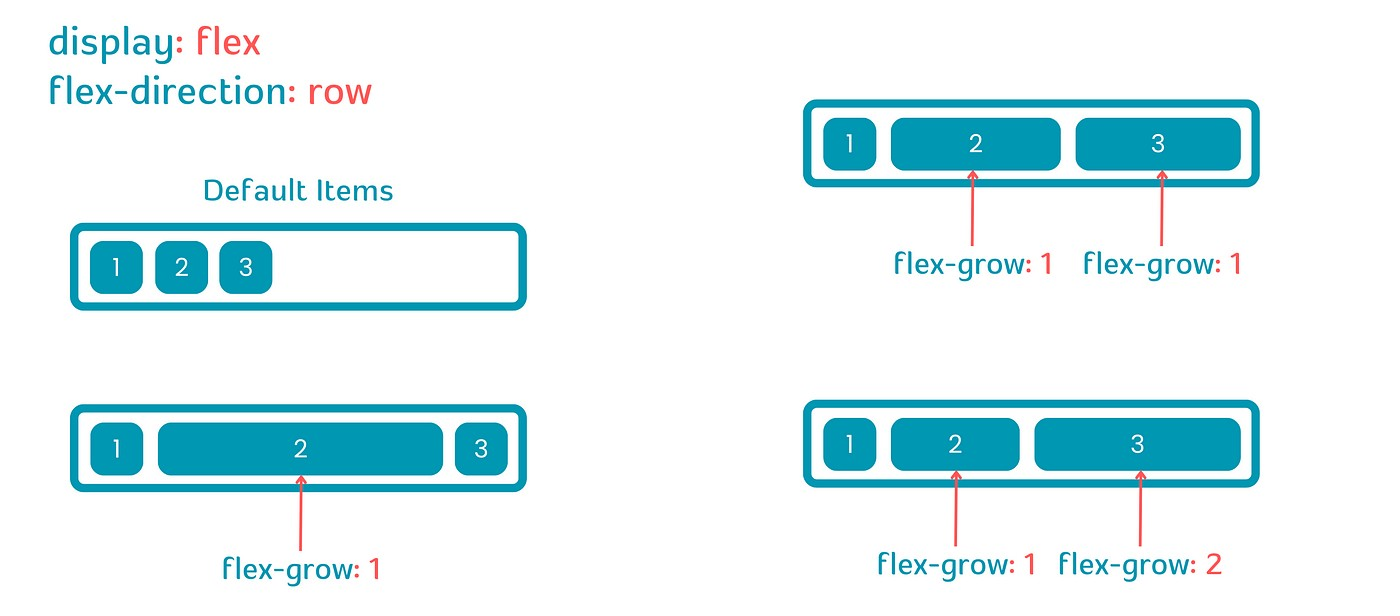 display: flex
flex-direction: row
Default Items
1 2 3
1 2 3
flex-grow: 1
1 2 3
flex-grow: 1 flex-grow: 1
1 2 3
flex-grow: 1 flex-grow: 2